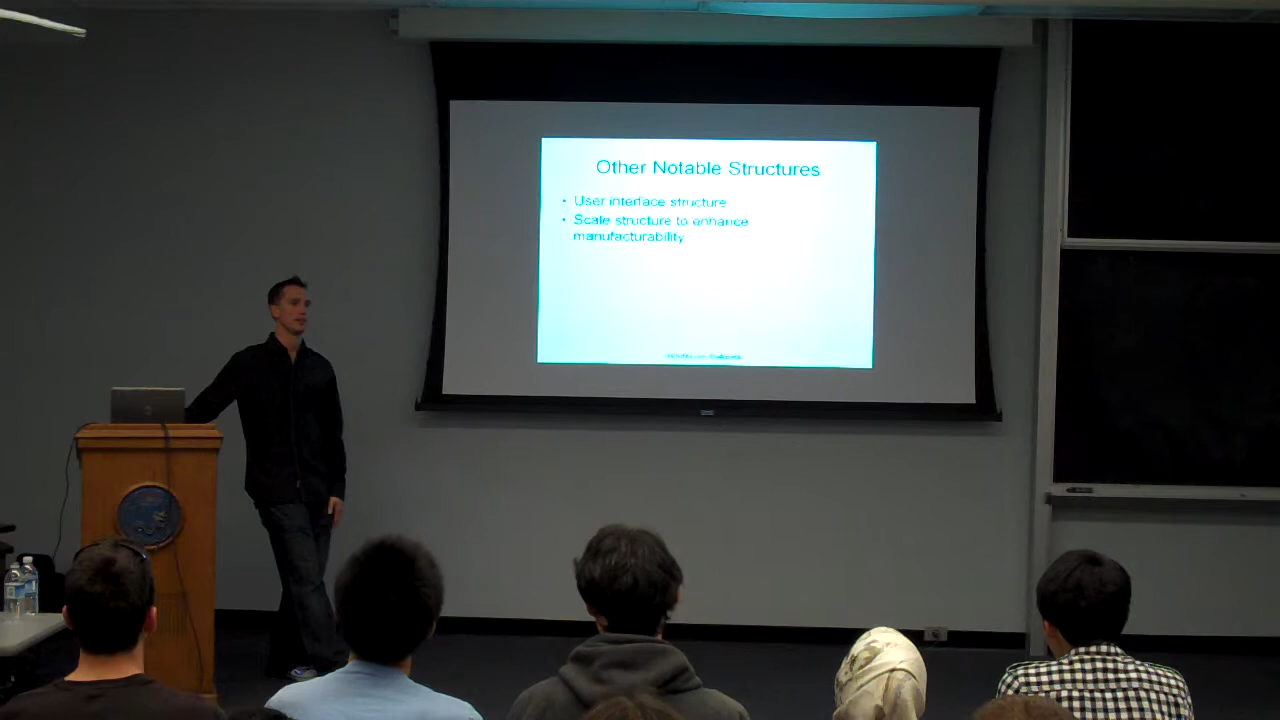 Other Notable Structures
• User interface structure
• Scale structure to enhance
manufacturability